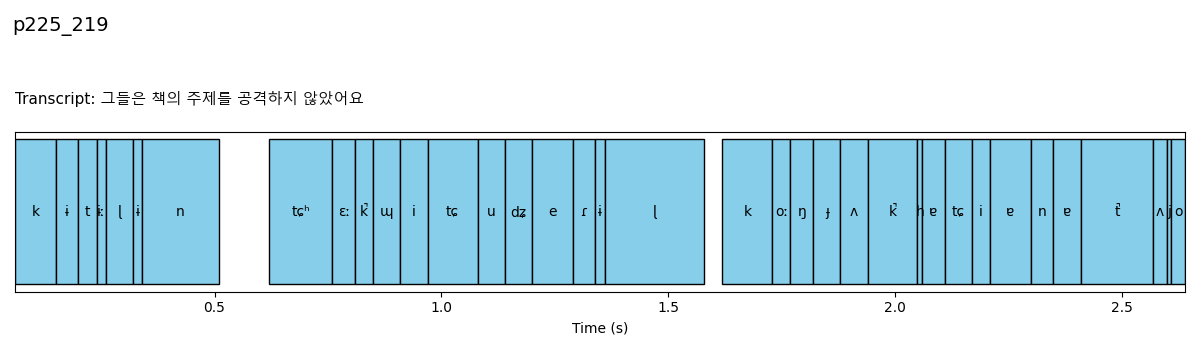 p225_219
Transcript: 그들은 책의 주제를 공격하지 않았어요
k ɨ t ɨː ɭ ɨ n tɕʰ ɛː k̚ ɰ i tɕ u dʑ e ɾ ɨ ɭ k oː ŋ ɟ ʌ k̚ h ɐ tɕ i ɐ n ɐ t̚ ʌ j o
0.5 1.0 1.5 2.0 2.5
Time (s)